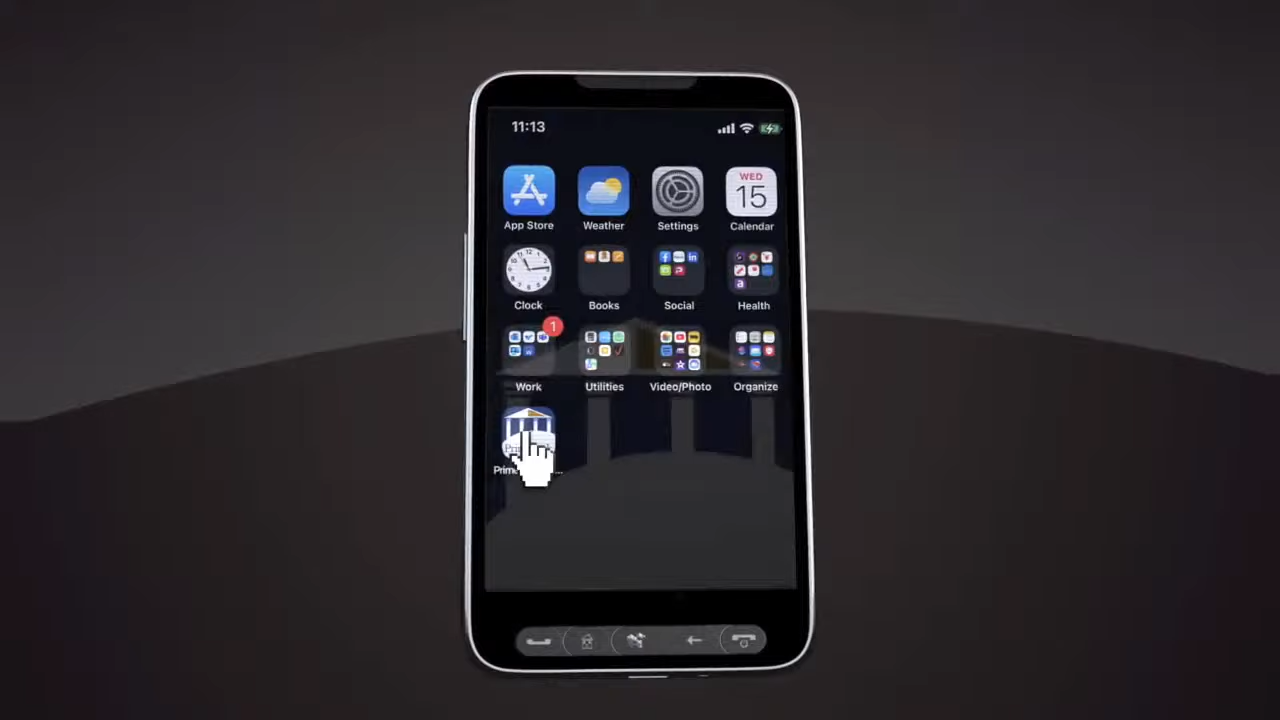 11:13
WED
15
App Store
Weather
Settings
Calendar
Clock
Books
Social
Health
1
Work
Utilities
Video/Photo
Organize